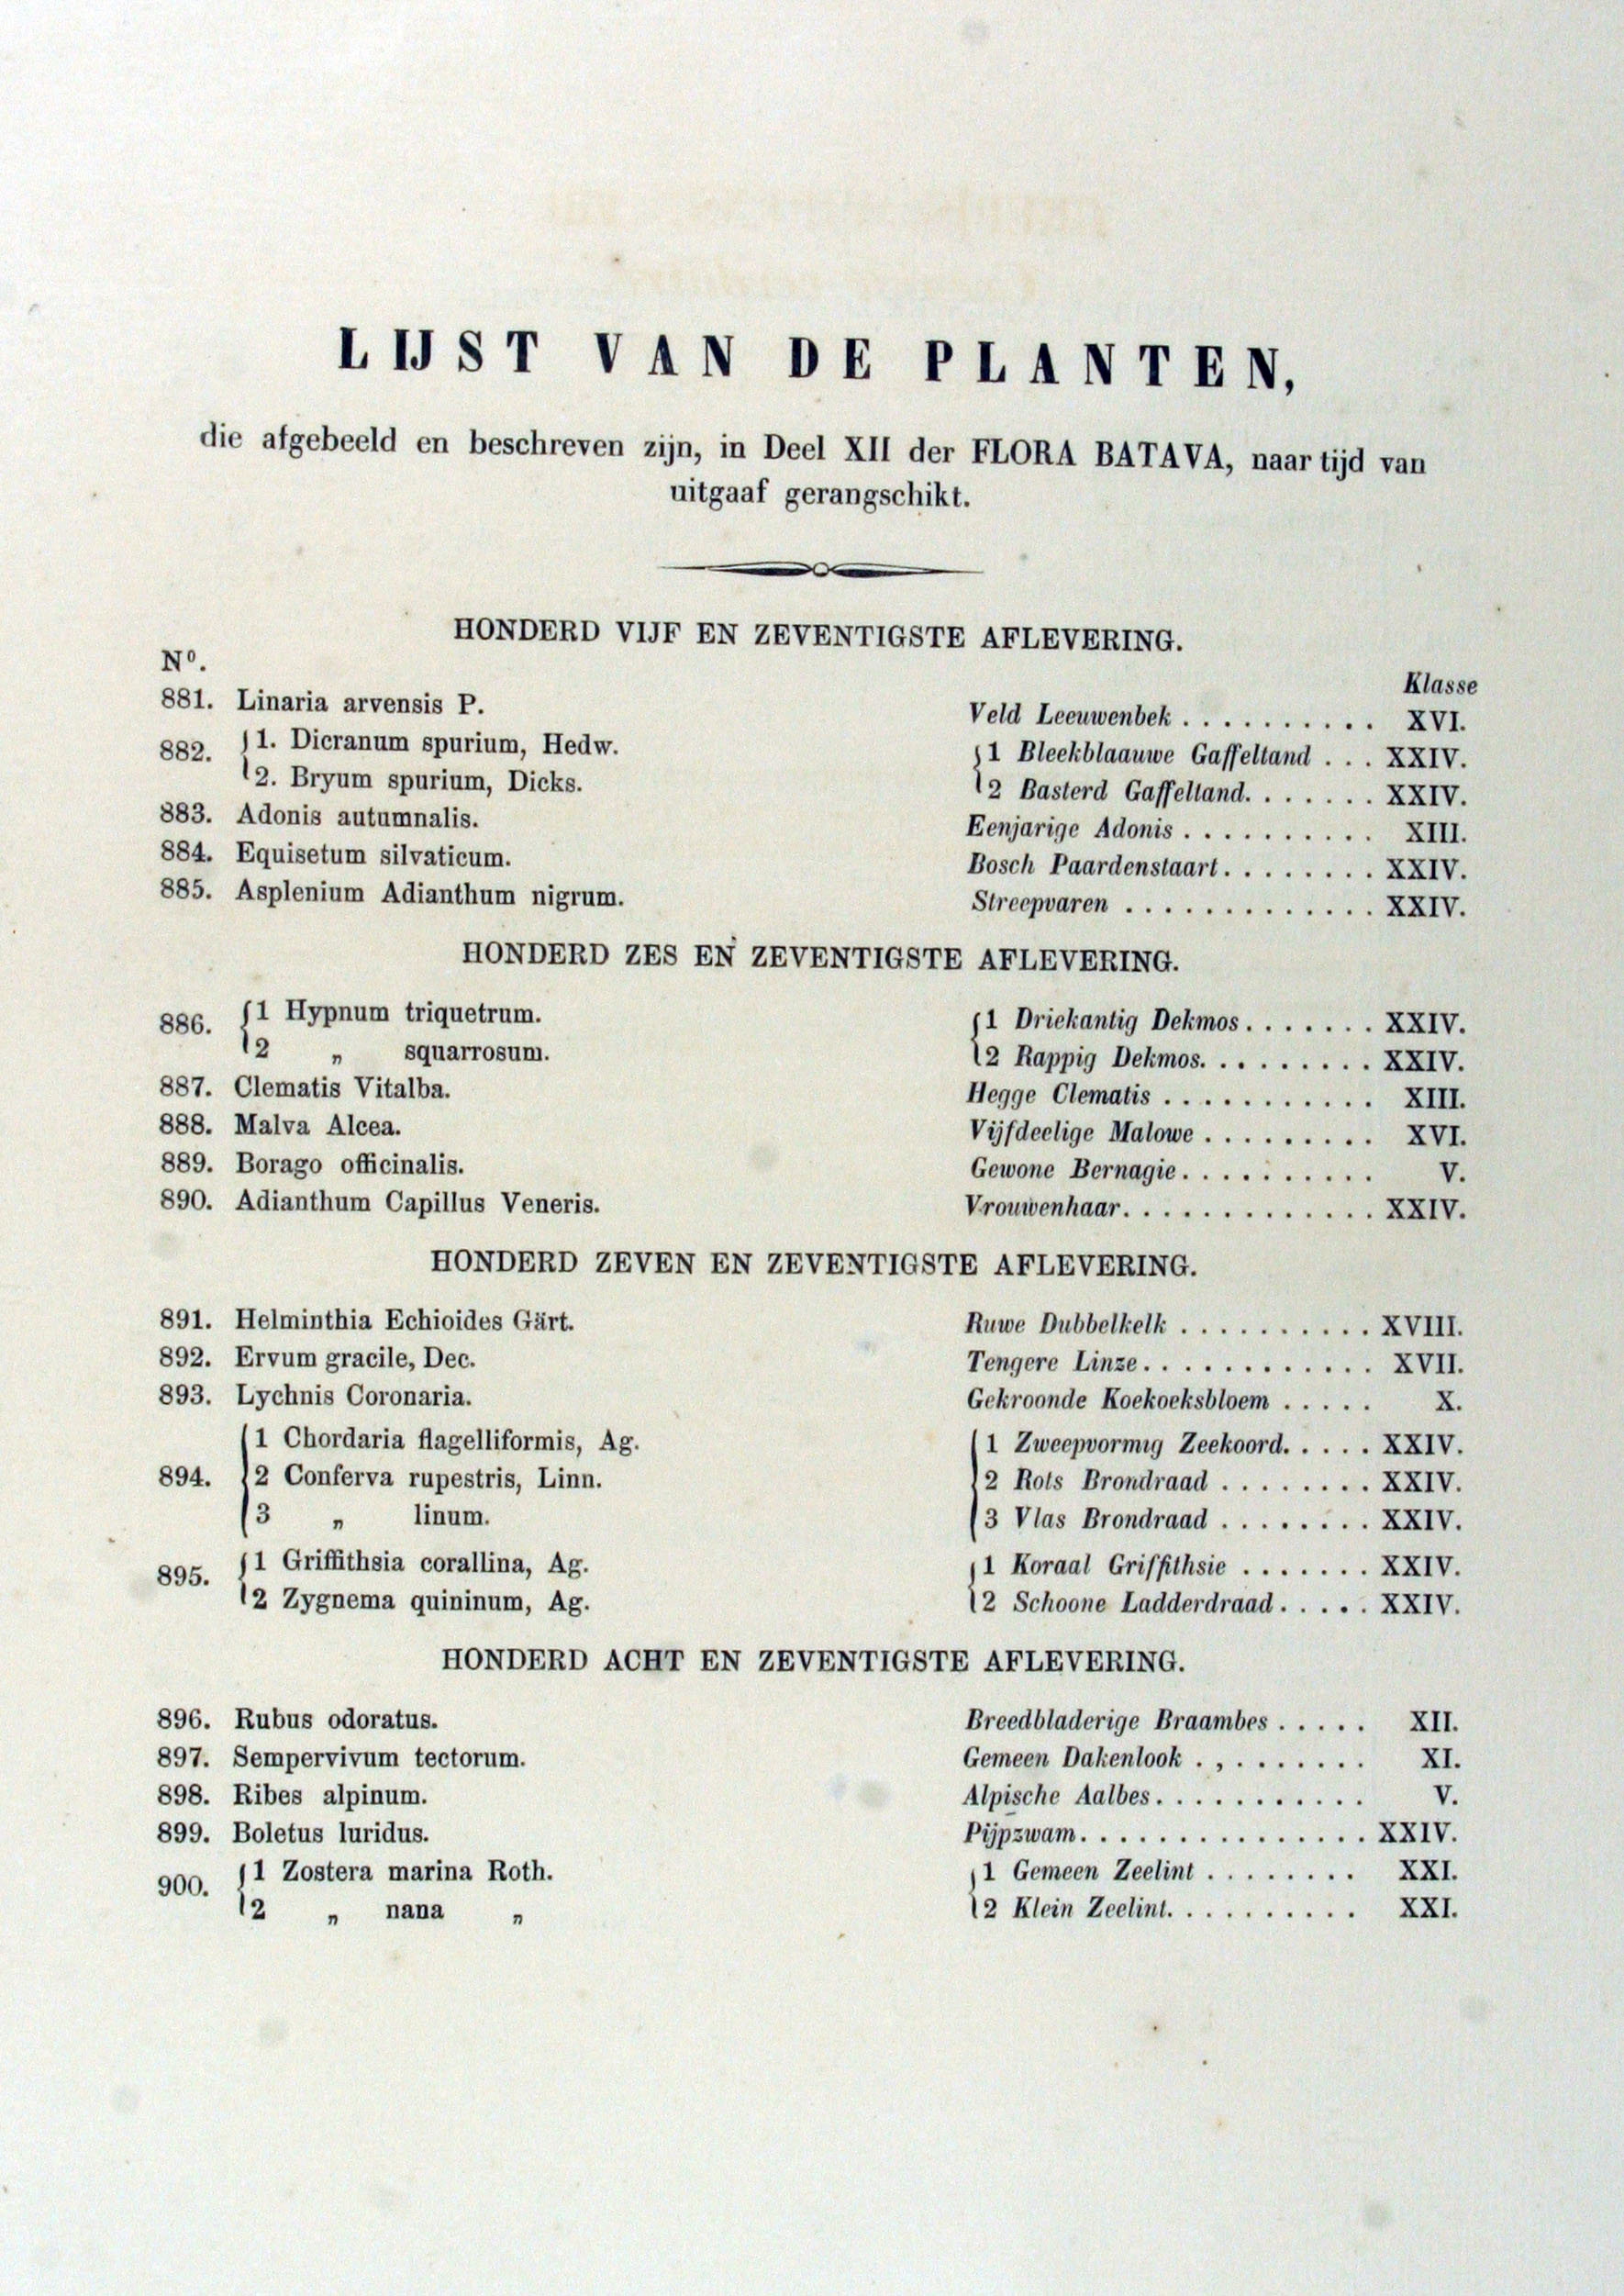 LIJST VAN DE PLANTEN,
die afgebeeld en beschreven zijn, in Deel XII der FLORA BATAVA, naar tijd van
uitgaaf gerangschikt.
HONDERD VIJF EN ZEVENTIGSTE AFLEVERING.
Nº.
Klasse
881. Linaria arvensis P. Veld Leeuwenbek . . . . . . . . . . XVI.
882. {1. Dicranum spurium, Hedw. {1 Bleekblaauwe Gaffeltand . . . XXIV.
{2. Bryum spurium, Dicks. {2 Basterd Gaffeltand. . . . . . . XXIV.
883. Adonis autumnalis. Eenjarige Adonis . . . . . . . . . . XIII.
884. Equisetum silvaticum. Bosch Paardenstaart. . . . . . . . XXIV.
885. Asplenium Adianthum nigrum. Streepvaren . . . . . . . . . . . . . XXIV.
HONDERD ZES EN ZEVENTIGSTE AFLEVERING.
886. {1 Hypnum triquetrum. {1 Driekantig Dekmos . . . . . . . XXIV.
{2 „ squarrosum. {2 Rappig Dekmos. . . . . . . . . XXIV.
887. Clematis Vitalba. Hegge Clematis . . . . . . . . . . . XIII.
888. Malva Alcea. Vijfdeelige Malowe . . . . . . . . . XVI.
889. Borago officinalis. Gewone Bernagie. . . . . . . . . . V.
890. Adianthum Capillus Veneris. Vrouwenhaar. . . . . . . . . . . . . XXIV.
HONDERD ZEVEN EN ZEVENTIGSTE AFLEVERING.
891. Helminthia Echioides Gärt. Ruwe Dubbelkelk . . . . . . . . . . XVIII.
892. Ervum gracile, Dec. Tengere Linze. . . . . . . . . . . . XVII.
893. Lychnis Coronaria. Gekroonde Koekoeksbloem . . . . . X.
{1 Chordaria flagelliformis, Ag. {1 Zweepvormig Zeekoord. . . . . XXIV.
894. {2 Conferva rupestris, Linn. {2 Rots Brondraad . . . . . . . . XXIV.
{3 „ linum. {3 Vlas Brondraad . . . . . . . . XXIV.
895. {1 Griffithsia corallina, Ag. {1 Koraal Griffithsie . . . . . . . XXIV.
{2 Zygnema quininum, Ag. {2 Schoone Ladderdraad . . . . . XXIV.
HONDERD ACHT EN ZEVENTIGSTE AFLEVERING.
896. Rubus odoratus. Breedbladerige Braambes . . . . . XII.
897. Sempervivum tectorum. Gemeen Dakenlook . , . . . . . . . XI.
898. Ribes alpinum. Alpische Aalbes. . . . . . . . . . . V.
899. Boletus luridus. Pijpzwam. . . . . . . . . . . . . . . XXIV.
900. {1 Zostera marina Roth. {1 Gemeen Zeelint . . . . . . . . XXI.
{2 „ nana „ {2 Klein Zeelint. . . . . . . . . . XXI.